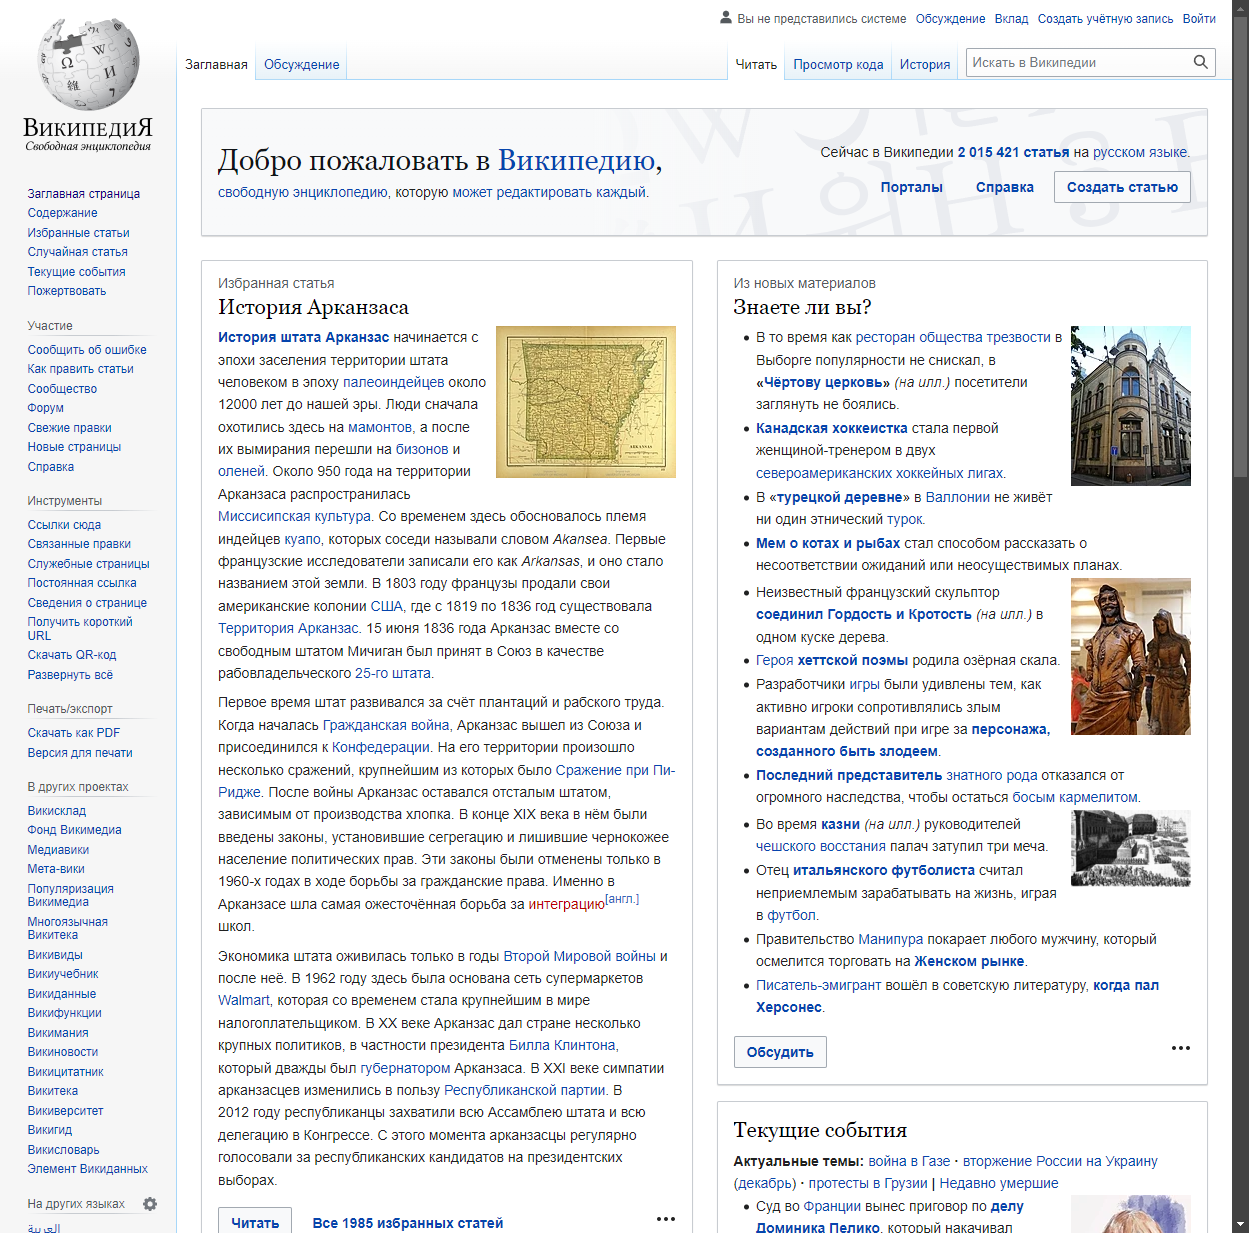 Вы не представились системе Обсуждение Вклад Создать учётную запись Войти
Заглавная Обсуждение Читать Просмотр кода История Искать в Википедии
ВИКИПЕДИЯ
Свободная энциклопедия
Заглавная страница
Содержание
Избранные статьи
Случайная статья
Текущие события
Пожертвовать
Участие
Сообщить об ошибке
Как править статьи
Сообщество
Форум
Свежие правки
Новые страницы
Справка
Инструменты
Ссылки сюда
Связанные правки
Служебные страницы
Постоянная ссылка
Сведения о странице
Получить короткий
URL
Скачать QR-код
Развернуть всё
Печать/экспорт
Скачать как PDF
Версия для печати
В других проектах
Викисклад
Фонд Викимедиа
Медиавики
Мета-вики
Популяризация
Викимедиа
Многоязычная
Викитека
Викивиды
Викиучебник
Викиданные
Викифункции
Викимания
Викиновости
Викицитатник
Викитека
Викиверситет
Викигид
Викисловарь
Элемент Викиданных
На других языках
العربية
Добро пожаловать в Википедию,
свободную энциклопедию, которую может редактировать каждый.
Сейчас в Википедии 2 015 421 статья на русском языке.
Порталы Справка Создать статью
Избранная статья
История Арканзаса
История штата Арканзас начинается с
эпохи заселения территории штата
человеком в эпоху палеоиндейцев около
12000 лет до нашей эры. Люди сначала
охотились здесь на мамонтов, а после
их вымирания перешли на бизонов и
оленей. Около 950 года на территории
Арканзаса распространилась
Миссисипская культура. Со временем здесь обосновалось племя
индейцев куапо, которых соседи называли словом Akansea. Первые
французские исследователи записали его как Arkansas, и оно стало
названием этой земли. В 1803 году французы продали свои
американские колонии США, где с 1819 по 1836 год существовала
Территория Арканзас. 15 июня 1836 года Арканзас вместе со
свободным штатом Мичиган был принят в Союз в качестве
рабовладельческого 25-го штата.
Первое время штат развивался за счёт плантаций и рабского труда.
Когда началась Гражданская война, Арканзас вышел из Союза и
присоединился к Конфедерации. На его территории произошло
несколько сражений, крупнейшим из которых было Сражение при Пи-
Ридже. После войны Арканзас оставался отсталым штатом,
зависимым от производства хлопка. В конце XIX века в нём были
введены законы, установившие сегрегацию и лишившие чернокожее
население политических прав. Эти законы были отменены только в
1960-х годах в ходе борьбы за гражданские права. Именно в
Арканзасе шла самая ожесточённая борьба за интеграцию[англ.]
школ.
Экономика штата оживилась только в годы Второй Мировой войны и
после неё. В 1962 году здесь была основана сеть супермаркетов
Walmart, которая со временем стала крупнейшим в мире
налогоплательщиком. В XX веке Арканзас дал стране несколько
крупных политиков, в частности президента Билла Клинтона,
который дважды был губернатором Арканзаса. В XXI веке симпатии
арканзасцев изменились в пользу Республиканской партии. В
2012 году республиканцы захватили всю Ассамблею штата и всю
делегацию в Конгрессе. С этого момента арканзасцы регулярно
голосовали за республиканских кандидатов на президентских
выборах.
Читать Все 1985 избранных статей
ARKANSAS
Из новых материалов
Знаете ли вы?
В то время как ресторан общества трезвости в
Выборге популярности не снискал, в
«Чёртову церковь» (на илл.) посетители
заглянуть не боялись.
Канадская хоккеистка стала первой
женщиной-тренером в двух
североамериканских хоккейных лигах.
В «турецкой деревне» в Валлонии не живёт
ни один этнический турок.
Мем о котах и рыбах стал способом рассказать о
несоответствии ожиданий или неосуществимых планах.
Неизвестный французский скульптор
соединил Гордость и Кротость (на илл.) в
одном куске дерева.
Героя хеттской поэмы родила озёрная скала.
Разработчики игры были удивлены тем, как
активно игроки сопротивлялись злым
вариантам действий при игре за персонажа,
созданного быть злодеем.
Последний представитель знатного рода отказался от
огромного наследства, чтобы остаться босым кармелитом.
Во время казни (на илл.) руководителей
чешского восстания палач затупил три меча.
Отец итальянского футболиста считал
неприемлемым зарабатывать на жизнь, играя
в футбол.
Правительство Манипура покарает любого мужчину, который
осмелится торговать на Женском рынке.
Писатель-эмигрант вошёл в советскую литературу, когда пал
Херсонес.
Обсудить
Текущие события
Актуальные темы: война в Газе · вторжение России на Украину
(декабрь) · протесты в Грузии | Недавно умершие
Суд во Франции вынес приговор по делу
Доминика Пелико, который накачивал